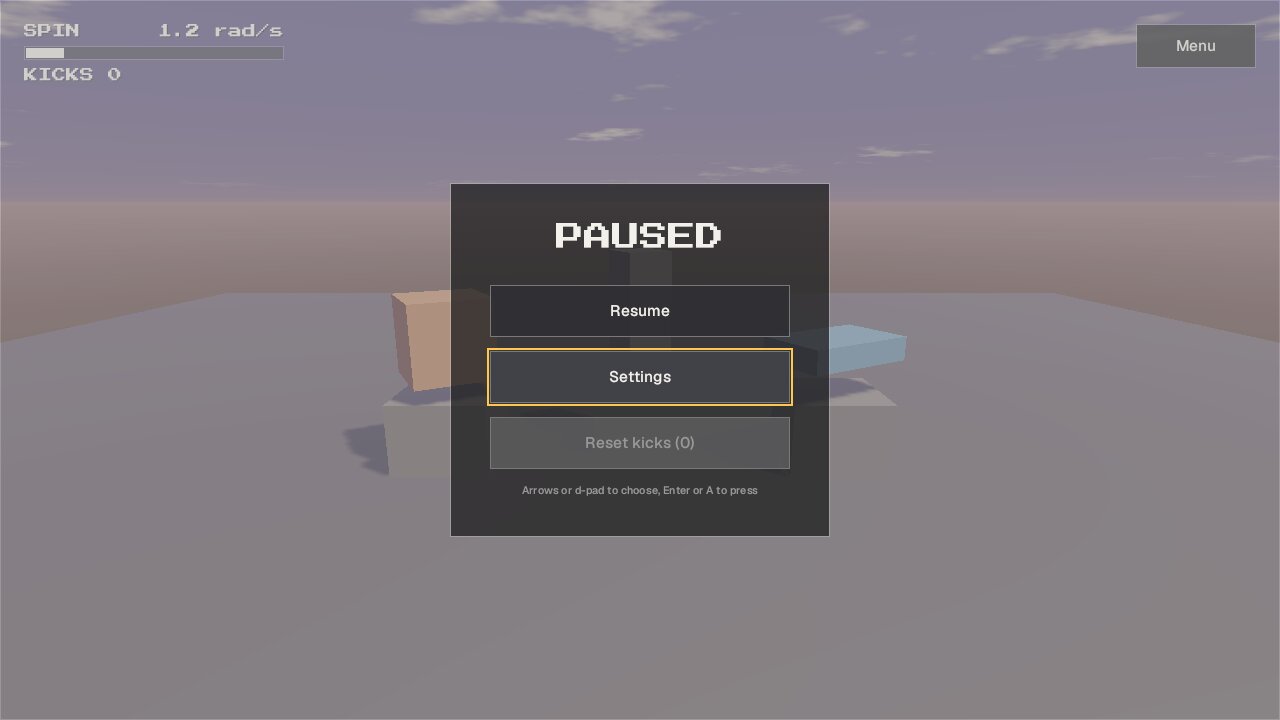 SPIN 1.2 rad/s
KICKS 0
Menu
PAUSED
Resume
Settings
Reset kicks (0)
Arrows or d-pad to choose, Enter or A to press